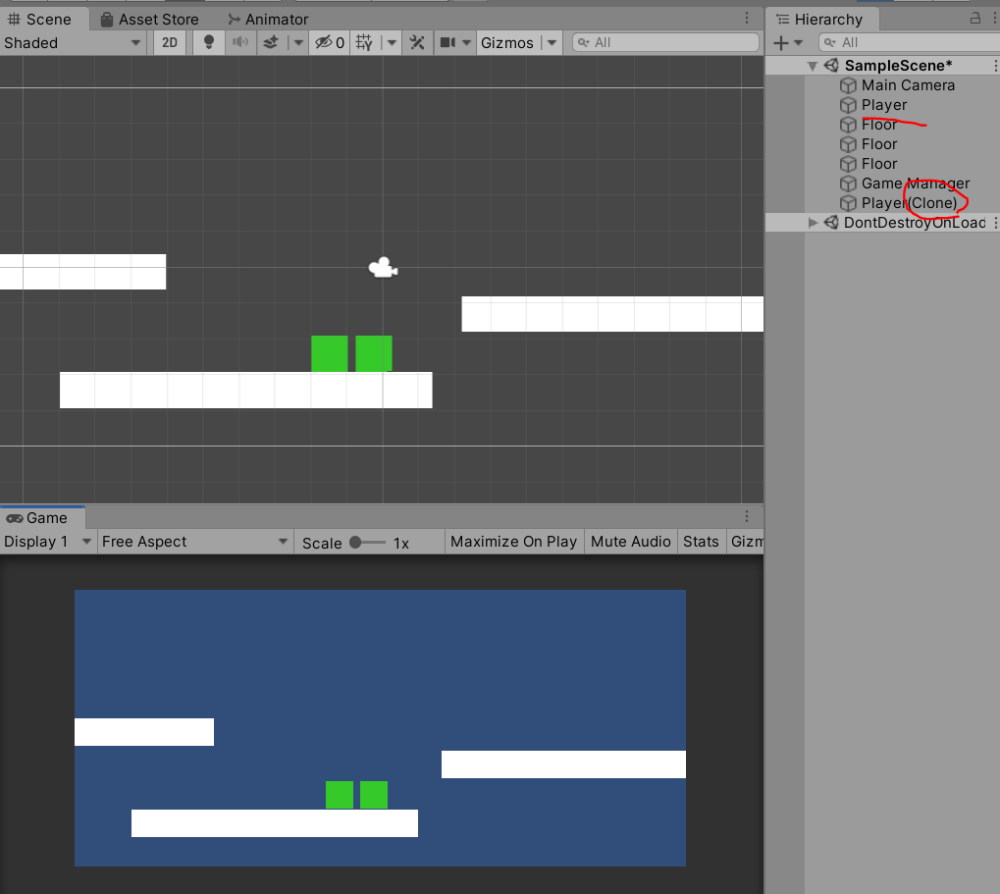 Scene Asset Store Animator
Shaded 2D 0 Gizmos All
Hierarchy
All
SampleScene*
Main Camera
Player
Floor
Floor
Floor
Game Manager
Player(Clone)
DontDestroyOnLoad
Game
Display 1 Free Aspect Scale 1x Maximize On Play Mute Audio Stats Gizm